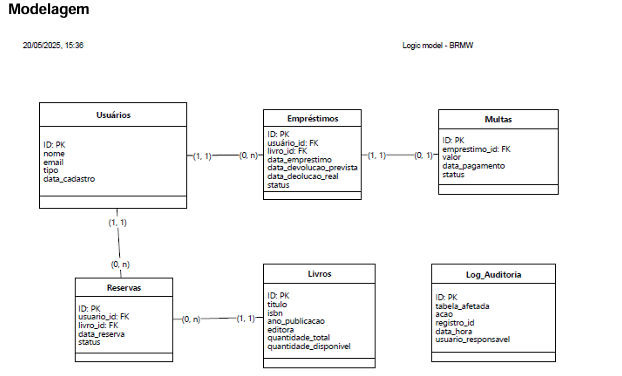 Modelagem
20/05/2025, 15:36
Logic model - BRMW
Usuários
ID: PK
nome
email
tipo
data_cadastro
(1, 1)
(0, n)
Empréstimos
ID: PK
usuário_id: FK
livro_id: FK
data_emprestimo
data_devolucao_prevista
data_deolucao_real
status
(1, 1)
(0, 1)
Multas
ID: PK
emprestimo_id: FK
valor
data_pagamento
status
(1, 1)
(0, n)
Reservas
ID: PK
usuario_id: FK
livro_id: FK
data_reserva
status
(0, n)
(1, 1)
Livros
ID: PK
titulo
isbn
ano_publicacao
editora
quantidade_total
quantidade_disponivel
Log_Auditoria
ID: PK
tabela_afetada
acao
registro_id
data_hora
usuario_responsavel